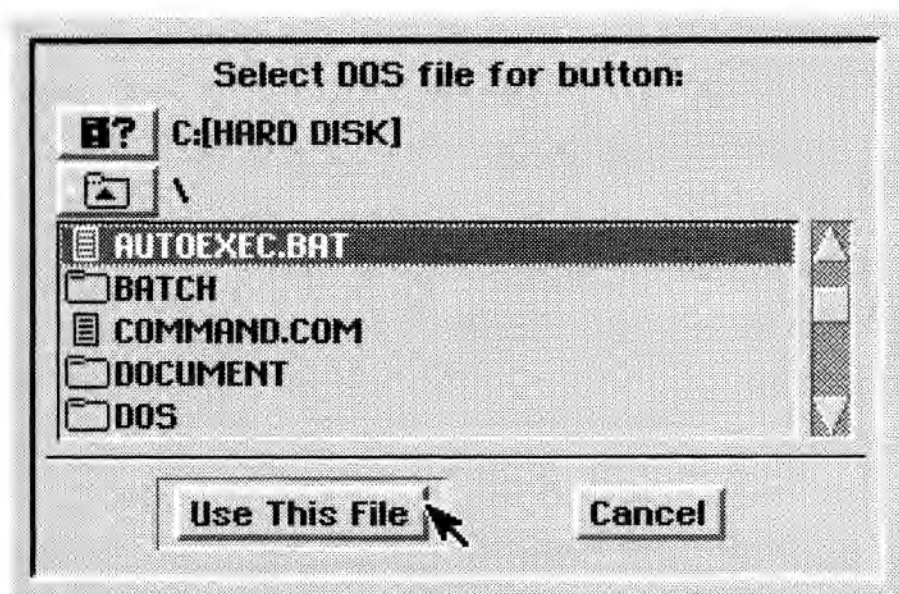 Select DOS file for button:
? C:[HARD DISK]
\
AUTOEXEC.BAT
BATCH
COMMAND.COM
DOCUMENT
DOS
Use This File Cancel